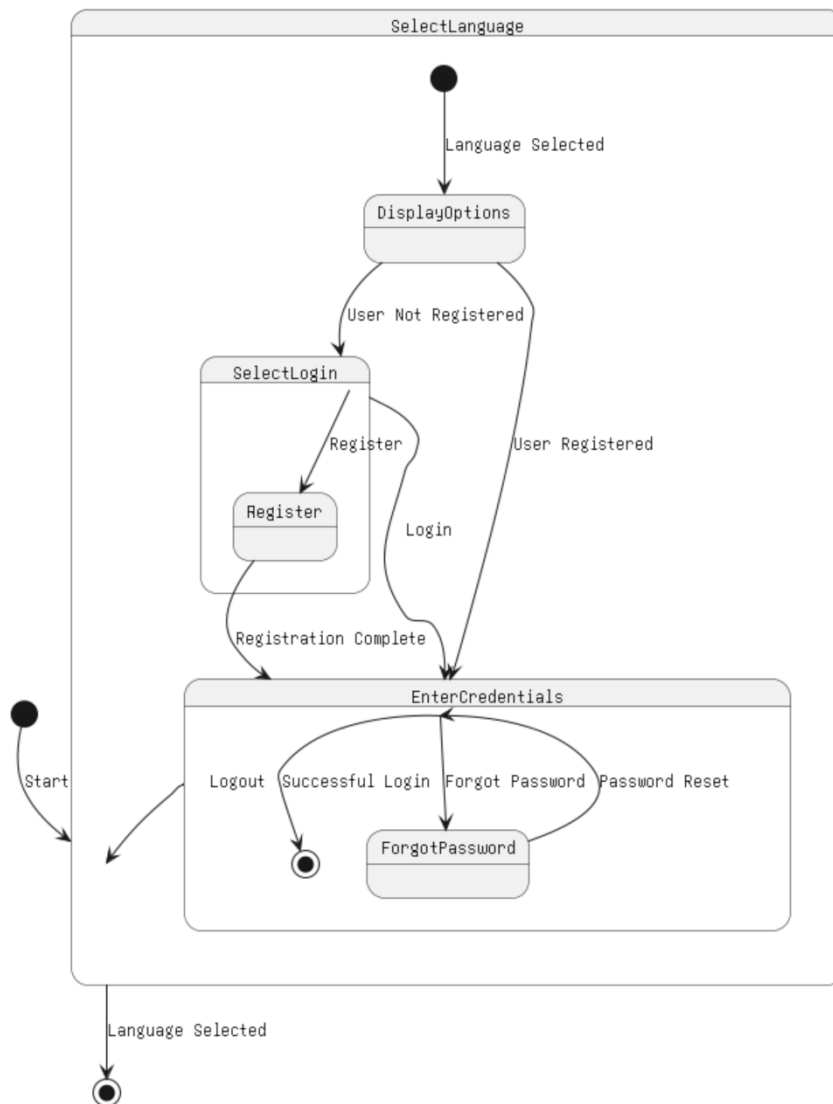 SelectLanguage
Language Selected
DisplayOptions
User Not Registered
SelectLogin
Register
User Registered
Register
Login
Registration Complete
EnterCredentials
Start
Logout
Successful Login
Forgot Password
Password Reset
ForgotPassword
Language Selected